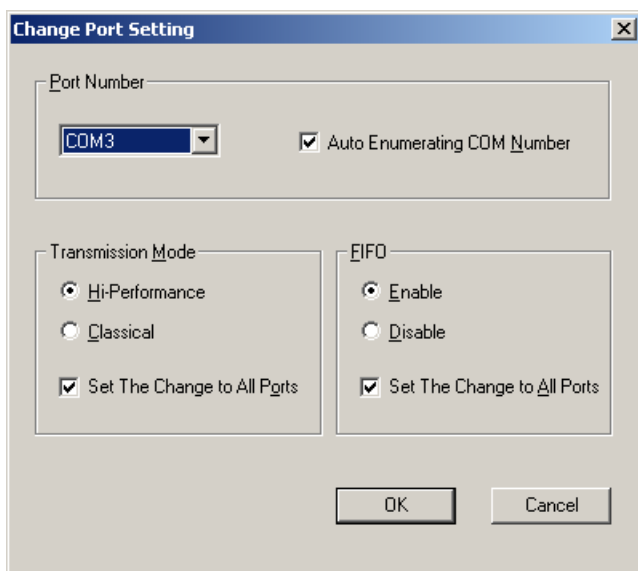 Change Port Setting
Port Number
COM3
Auto Enumerating COM Number
Transmission Mode
Hi-Performance
Classical
Set The Change to All Ports
FIFO
Enable
Disable
Set The Change to All Ports
OK
Cancel